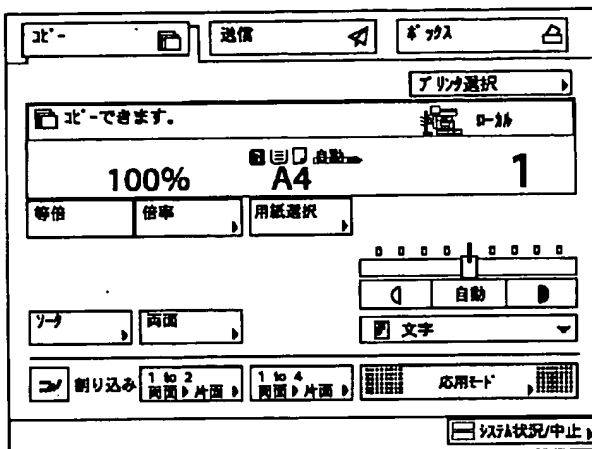 ｺﾋﾟｰ
送信
ﾎﾞｯｸｽ
ﾌﾟﾘﾝﾀ選択
ｺﾋﾟｰできます。
ﾛｰｶﾙ
自動
100%
A4
1
等倍
倍率
用紙選択
自動
ｿｰﾀ
両面
文字
割り込み
1 to 2
両面 片面
1 to 4
両面 片面
応用ﾓｰﾄﾞ
ｼｽﾃﾑ状況/中止